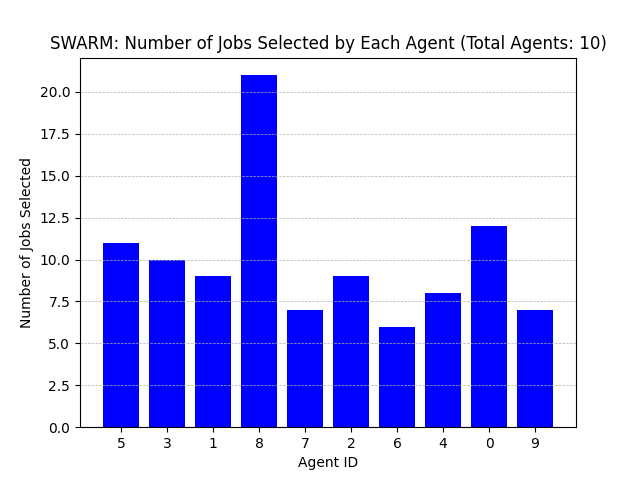 SWARM: Number of Jobs Selected by Each Agent (Total Agents: 10)
Number of Jobs Selected
20.0
17.5
15.0
12.5
10.0
7.5
5.0
2.5
0.0
5 3 1 8 7 2 6 4 0 9
Agent ID